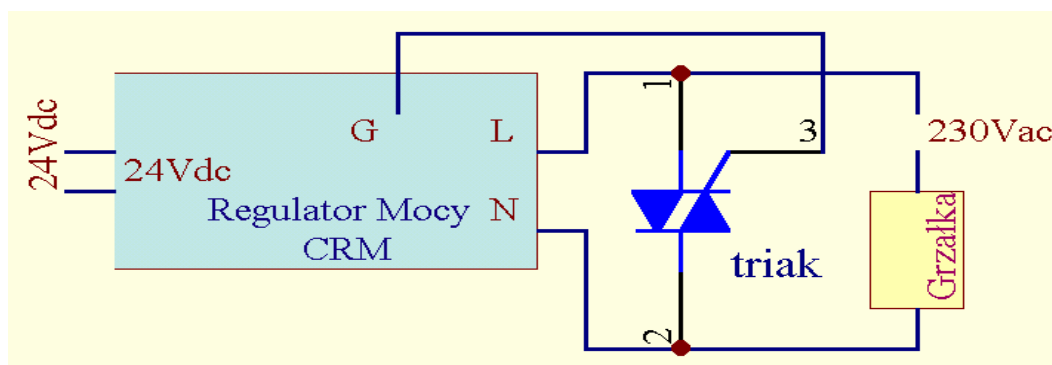 24Vdc
24Vdc
G
L
N
Regulator Mocy
CRM
1
2
3
triak
230Vac
Grzałka